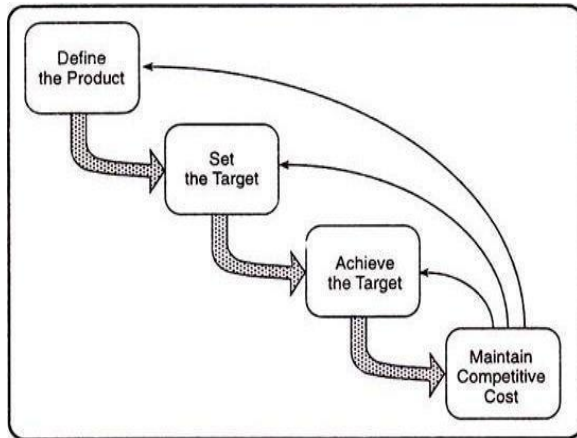 Define
the Product
Set
the Target
Achieve
the Target
Maintain
Competitive
Cost